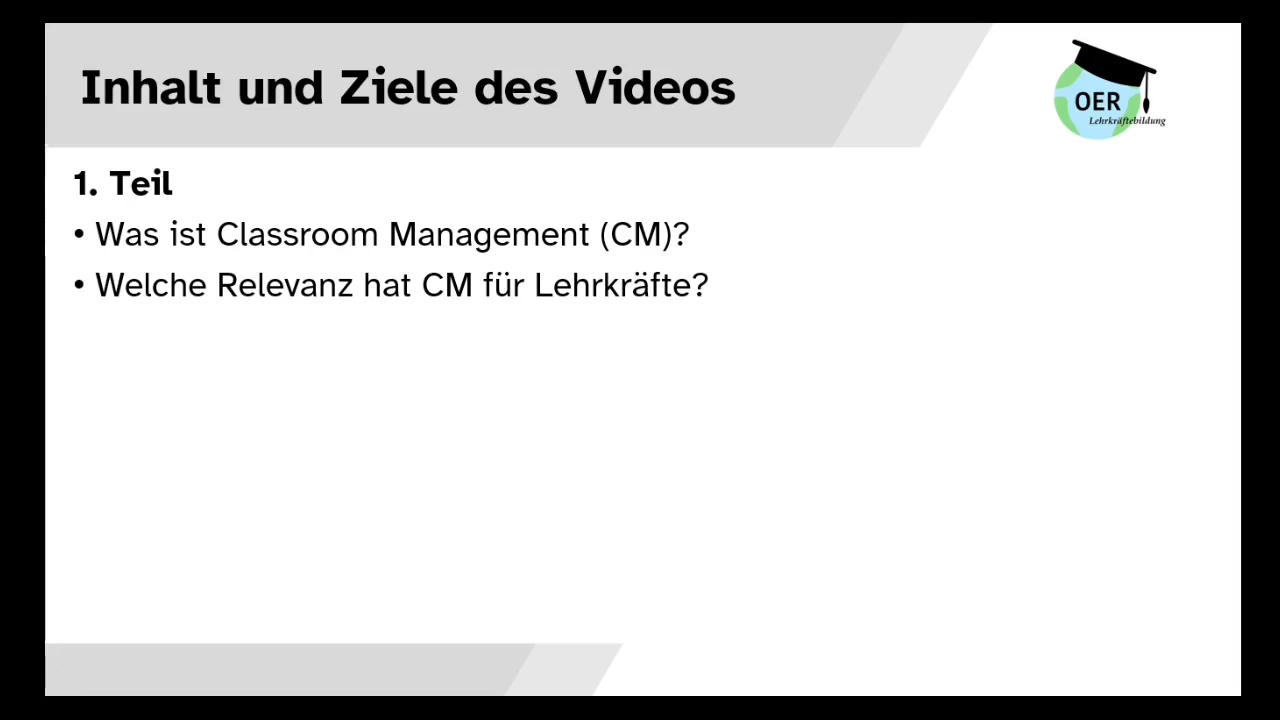 Inhalt und Ziele des Videos
OER
Lehrkräftebildung
1. Teil
• Was ist Classroom Management (CM)?
• Welche Relevanz hat CM für Lehrkräfte?